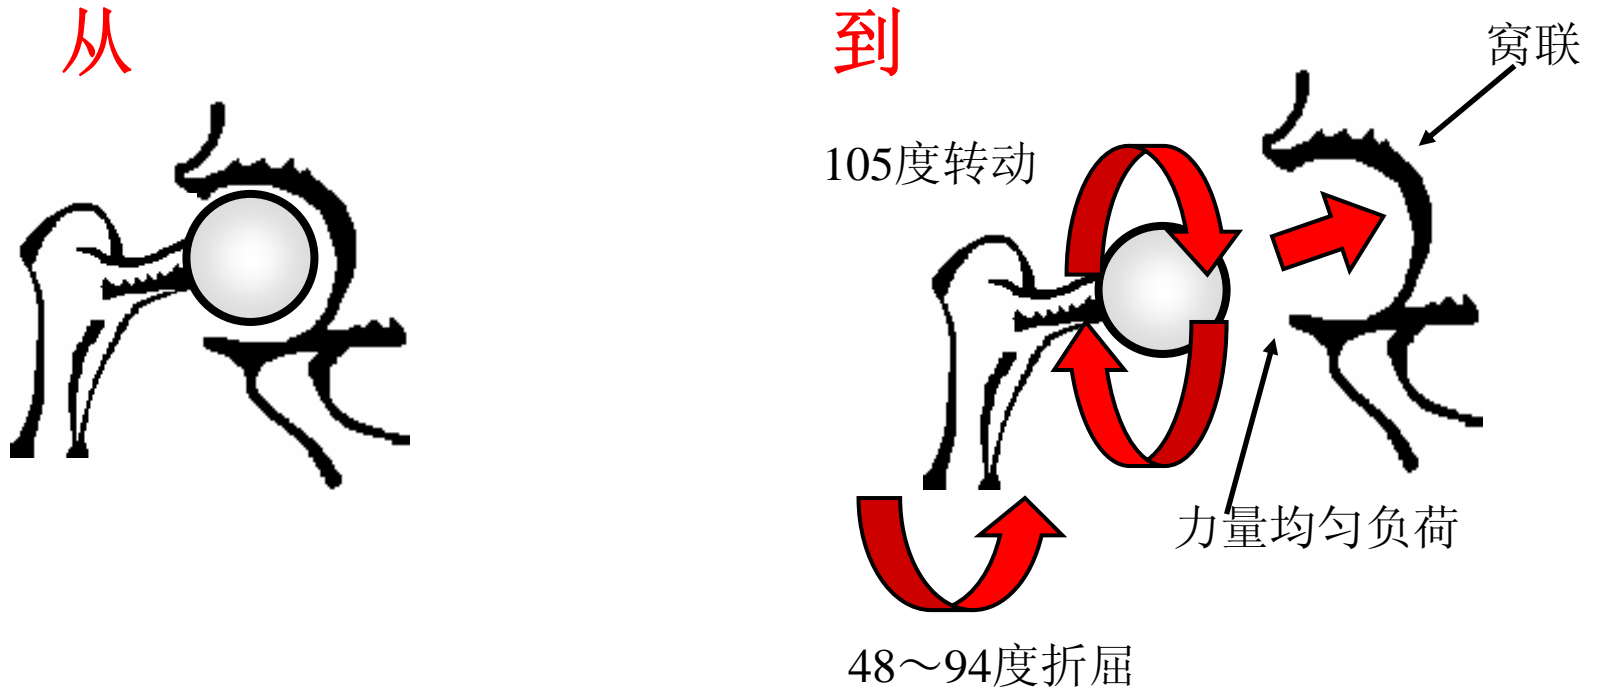 从
到
窝联
105度转动
力量均匀负荷
48～94度折屈